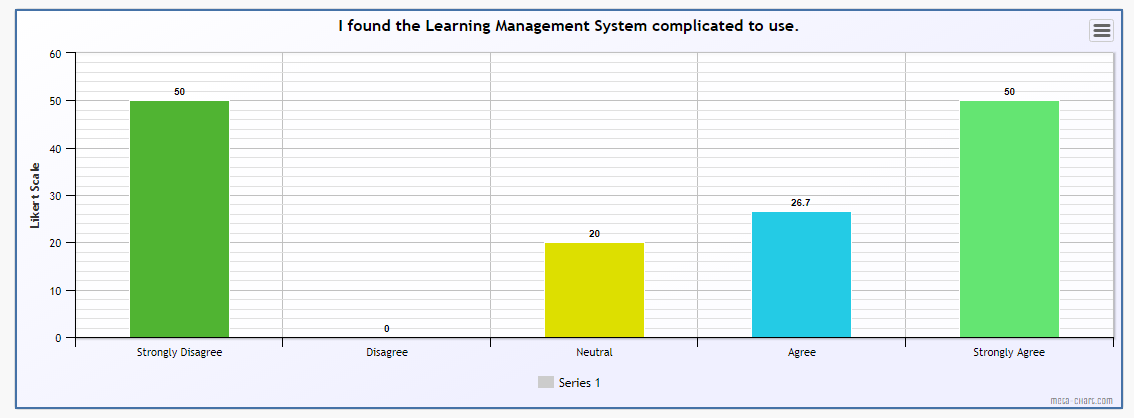 I found the Learning Management System complicated to use.
60
50
40
30
20
10
0
Likert Scale
50
0
20
26.7
50
Strongly Disagree
Disagree
Neutral
Agree
Strongly Agree
Series 1
meta-chart.com